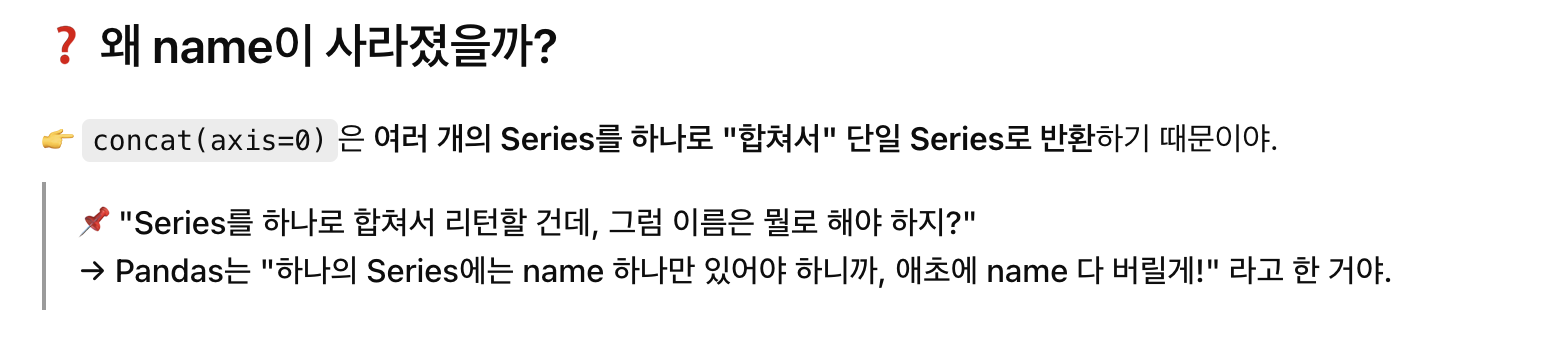 ❓ 왜 name이 사라졌을까?
👉 concat(axis=0)은 여러 개의 Series를 하나로 "합쳐서" 단일 Series로 반환하기 때문이야.
📌 "Series를 하나로 합쳐서 리턴할 건데, 그럼 이름은 뭘로 해야 하지?"
→ Pandas는 "하나의 Series에는 name 하나만 있어야 하니까, 애초에 name 다 버릴게!" 라고 한 거야.